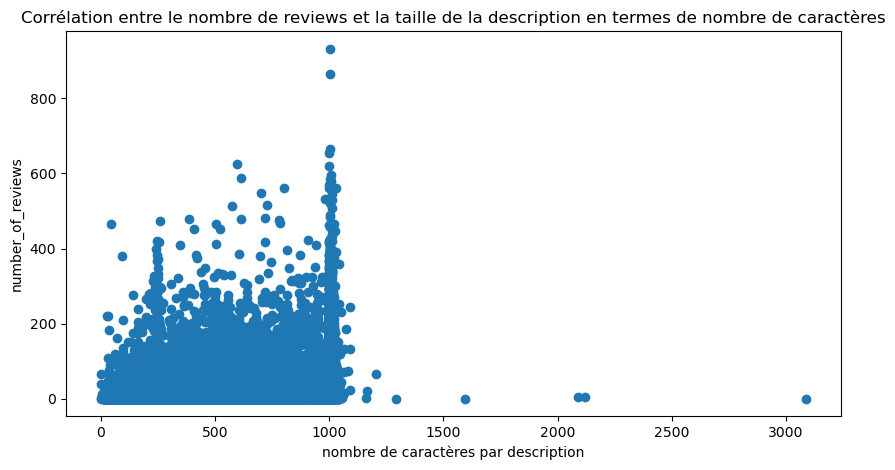 Corrélation entre le nombre de reviews et la taille de la description en termes de nombre de caractères
800
600
400
200
0
number_of_reviews
0 500 1000 1500 2000 2500 3000
nombre de caractères par description